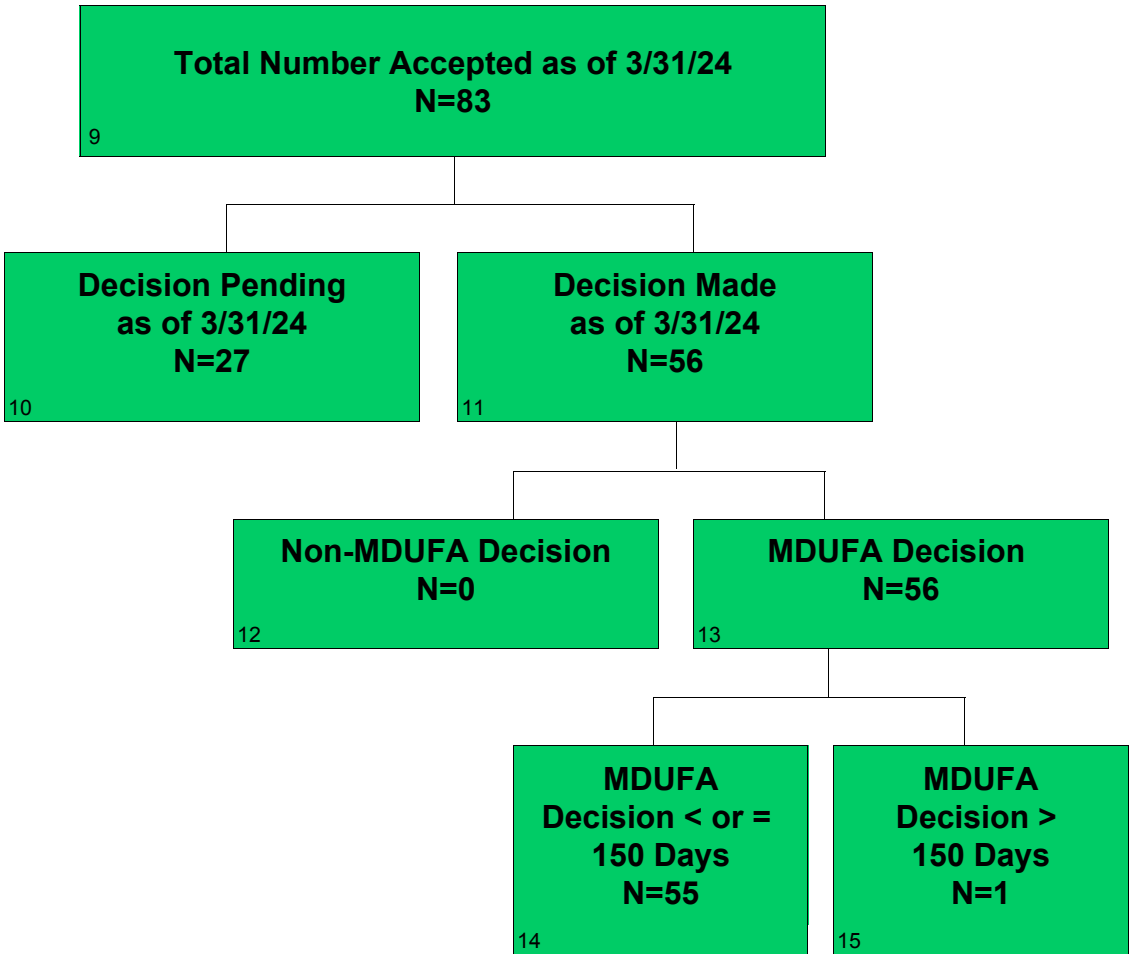 Total Number Accepted as of 3/31/24
N=83
9
Decision Pending
as of 3/31/24
N=27
10
Decision Made
as of 3/31/24
N=56
11
Non-MDUFA Decision
N=0
12
MDUFA Decision
N=56
13
MDUFA
Decision < or =
150 Days
N=55
14
MDUFA
Decision >
150 Days
N=1
15